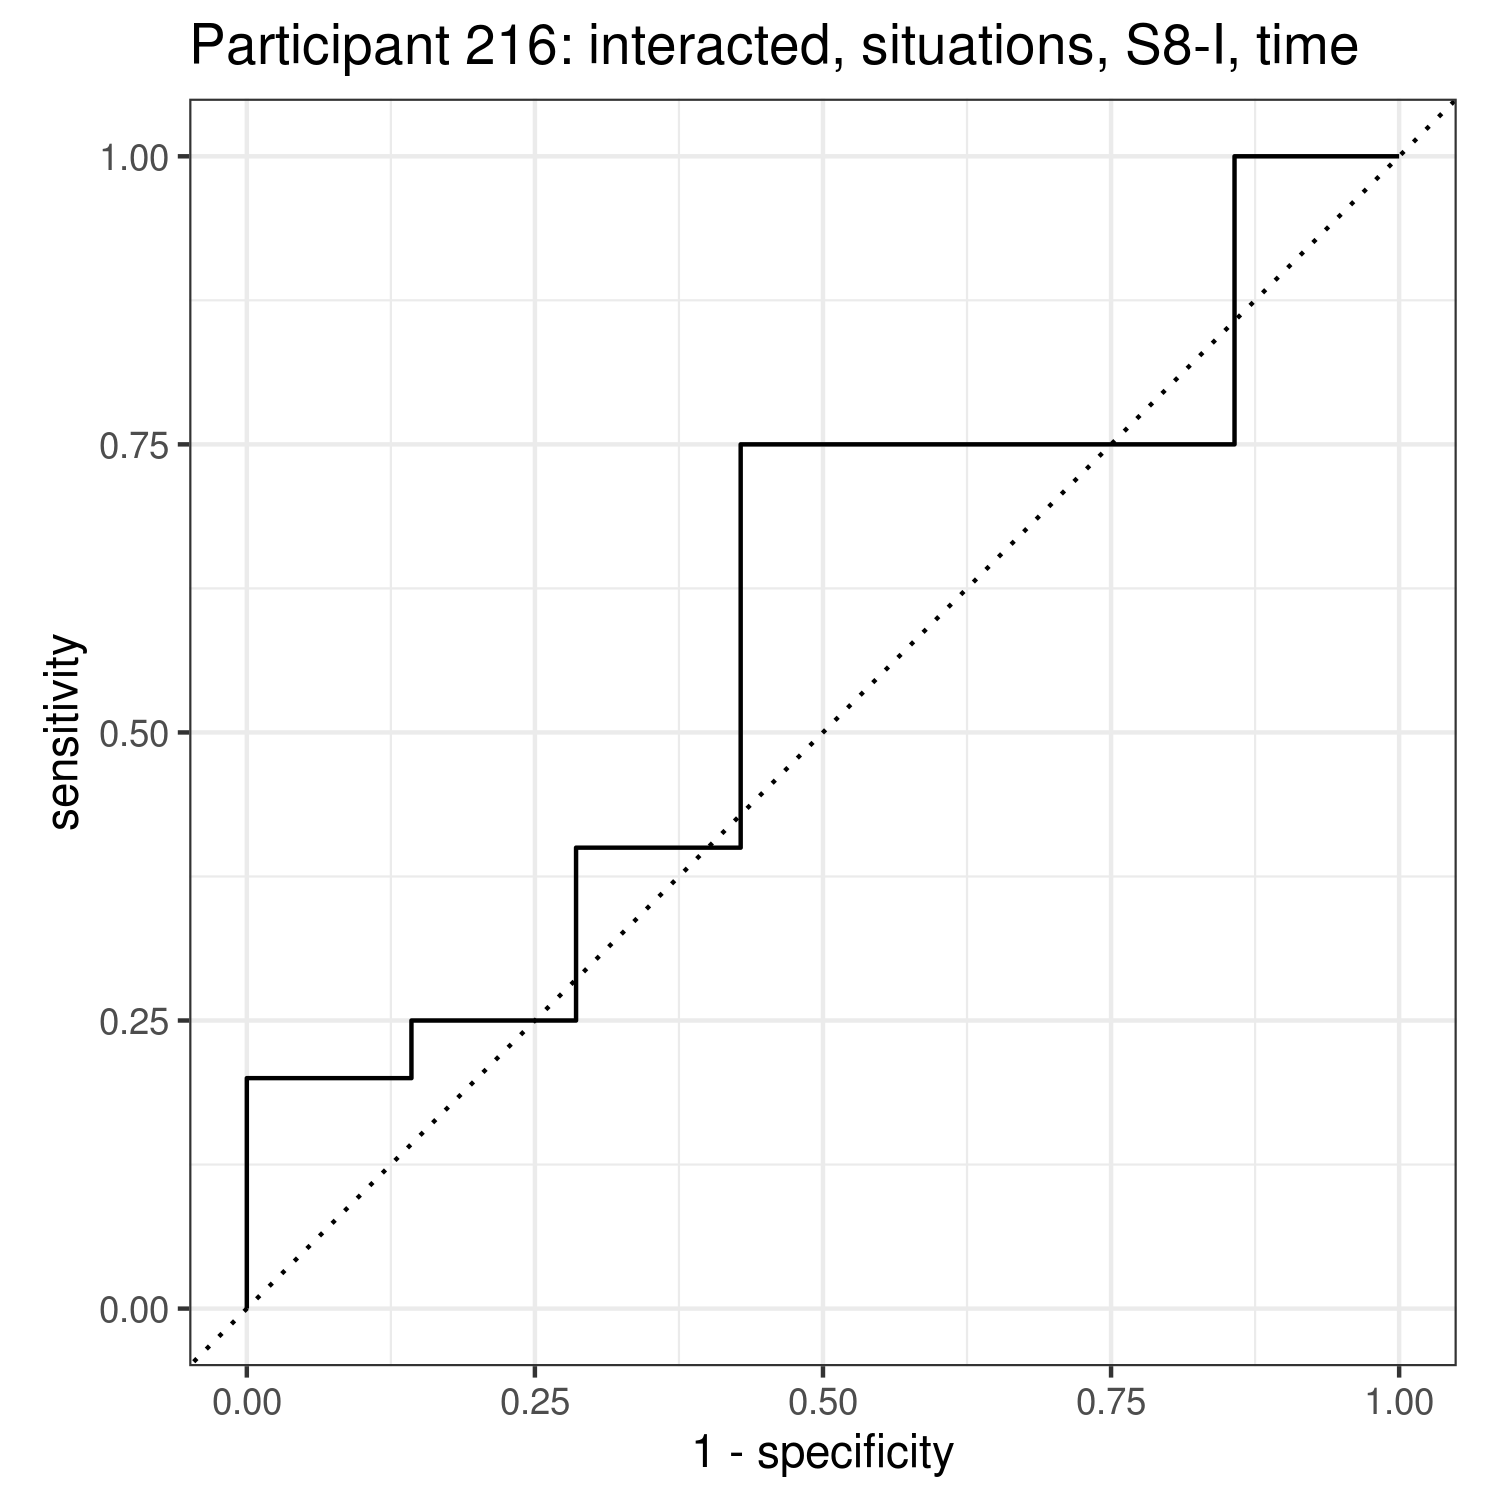 Participant 216: interacted, situations, S8-I, time
sensitivity
1.00
0.75
0.50
0.25
0.00
0.00 0.25 0.50 0.75 1.00
1 - specificity